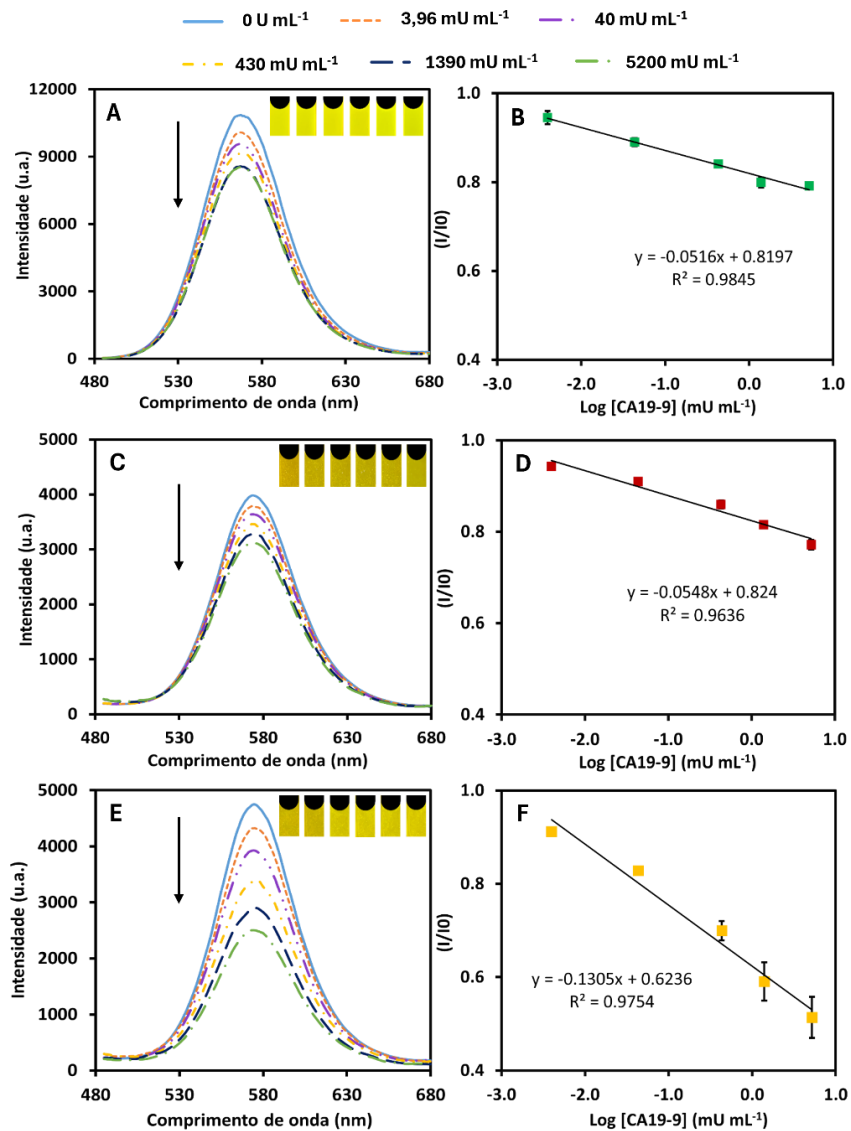 0 U mL⁻¹ 3,96 mU mL⁻¹ 40 mU mL⁻¹
430 mU mL⁻¹ 1390 mU mL⁻¹ 5200 mU mL⁻¹
A
12000
9000
6000
3000
0
Intensidade (u.a.)
480 530 580 630 680
Comprimento de onda (nm)
B
1.0
0.8
0.6
0.4
(I/I0)
y = -0.0516x + 0.8197
R² = 0.9845
-3.0 -2.0 -1.0 0.0 1.0
Log [CA19-9] (mU mL⁻¹)
C
5000
4000
3000
2000
1000
0
Intensidade (u.a.)
480 530 580 630 680
Comprimento de onda (nm)
D
1.0
0.8
0.6
0.4
(I/I0)
y = -0.0548x + 0.824
R² = 0.9636
-3.0 -2.0 -1.0 0.0 1.0
Log [CA19-9] (mU mL⁻¹)
E
5000
4000
3000
2000
1000
0
Intensidade (u.a.)
480 530 580 630 680
Comprimento de onda (nm)
F
1.0
0.8
0.6
0.4
(I/I0)
y = -0.1305x + 0.6236
R² = 0.9754
-3.0 -2.0 -1.0 0.0 1.0
Log [CA19-9] (mU mL⁻¹)